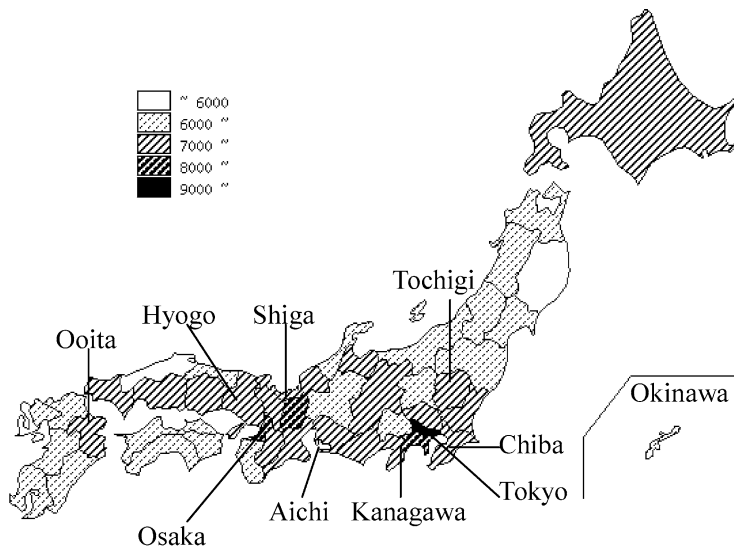 ~ 6000
6000 ~
7000 ~
8000 ~
9000 ~
Tochigi
Hyogo
Shiga
Ooita
Okinawa
Chiba
Tokyo
Aichi
Kanagawa
Osaka